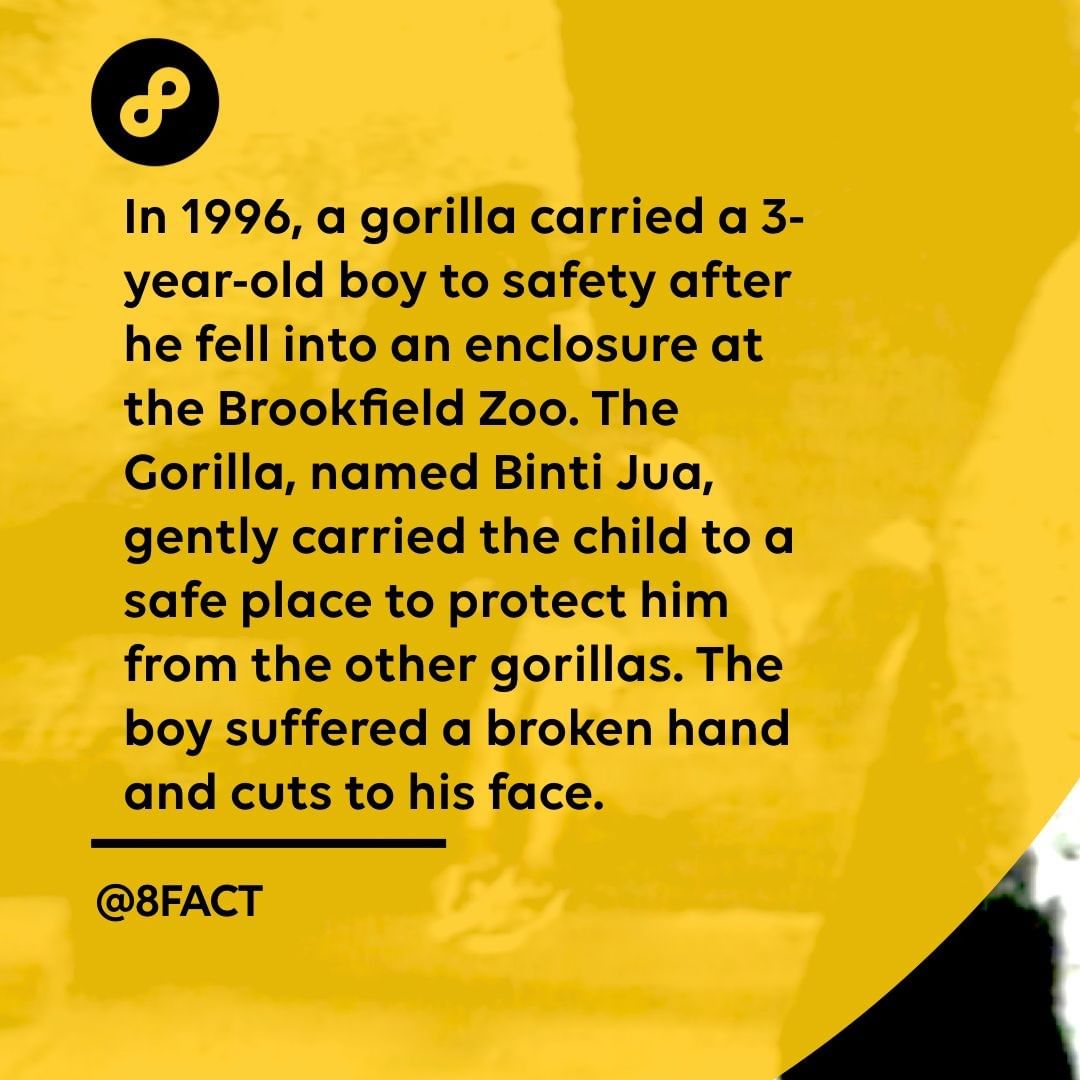 In 1996, a gorilla carried a 3-
year-old boy to safety after
he fell into an enclosure at
the Brookfield Zoo. The
Gorilla, named Binti Jua,
gently carried the child to a
safe place to protect him
from the other gorillas. The
boy suffered a broken hand
and cuts to his face.
@8FACT